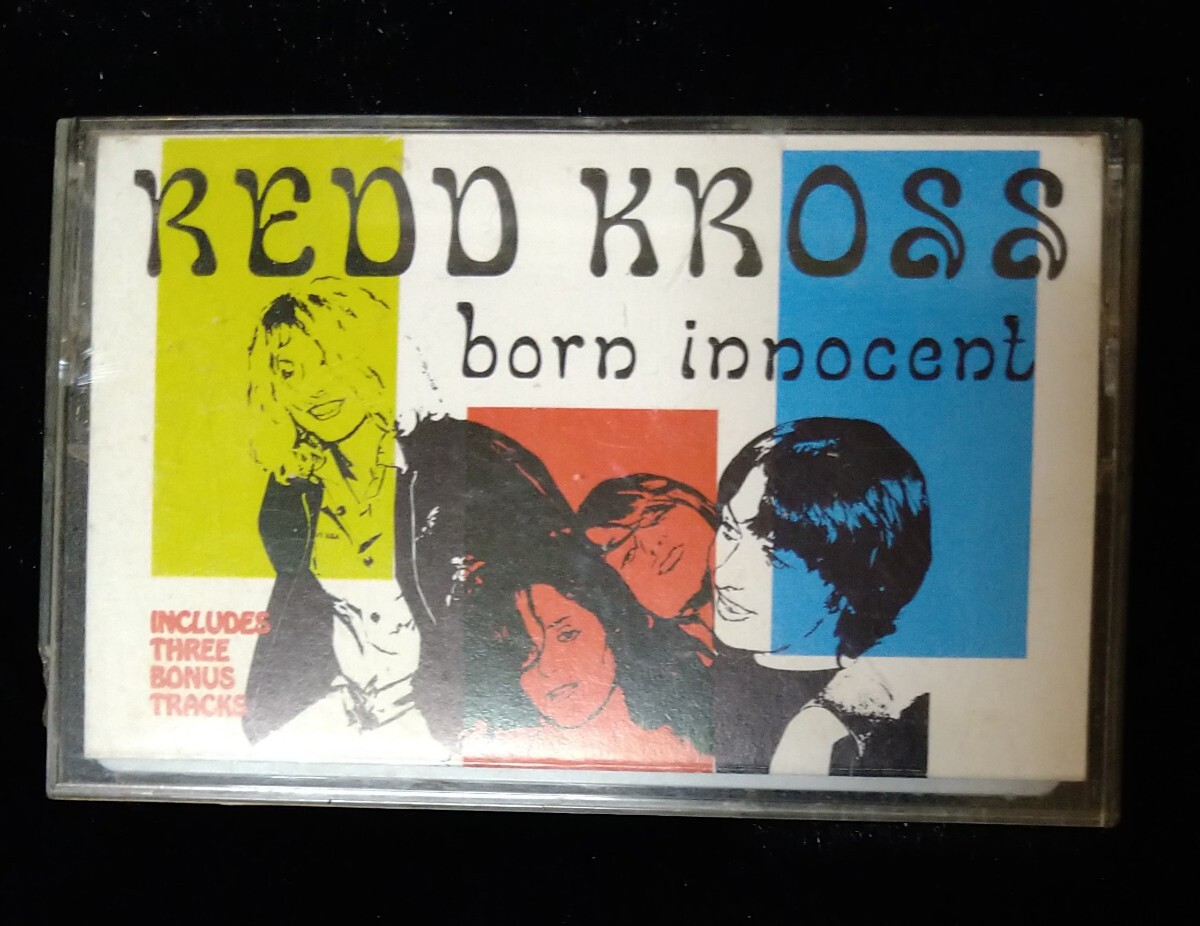 REDD KROSS
born innocent
INCLUDES
THREE
BONUS
TRACKS